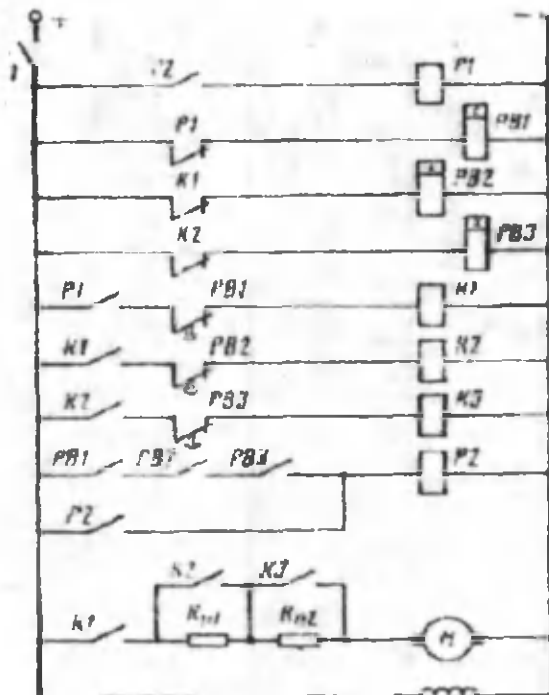 + −
P2 P1
P1 PB1
K1 PB2
K2 PB3
P1 PB1 K1
K1 PB2 K2
K2 PB3 K3
PB1 PB3 P2
P2
K2 K3
K1 M